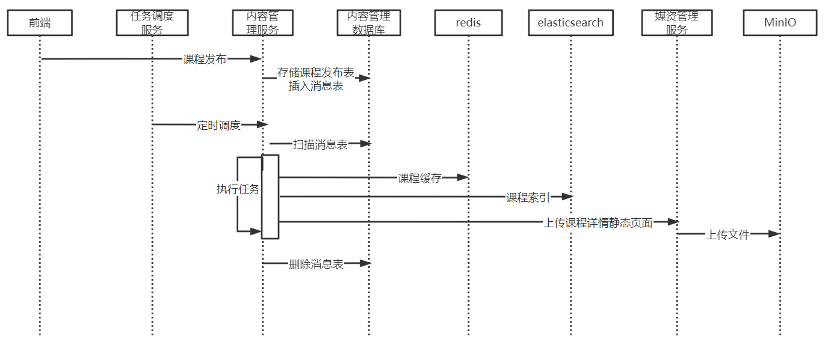 前端
任务调度
服务
内容管
理服务
内容管理
数据库
redis
elasticsearch
媒资管理
服务
MinIO
课程发布
存储课程发布表
插入消息表
定时调度
扫描消息表
执行任务
课程缓存
课程索引
上传课程详情静态页面
上传文件
删除消息表